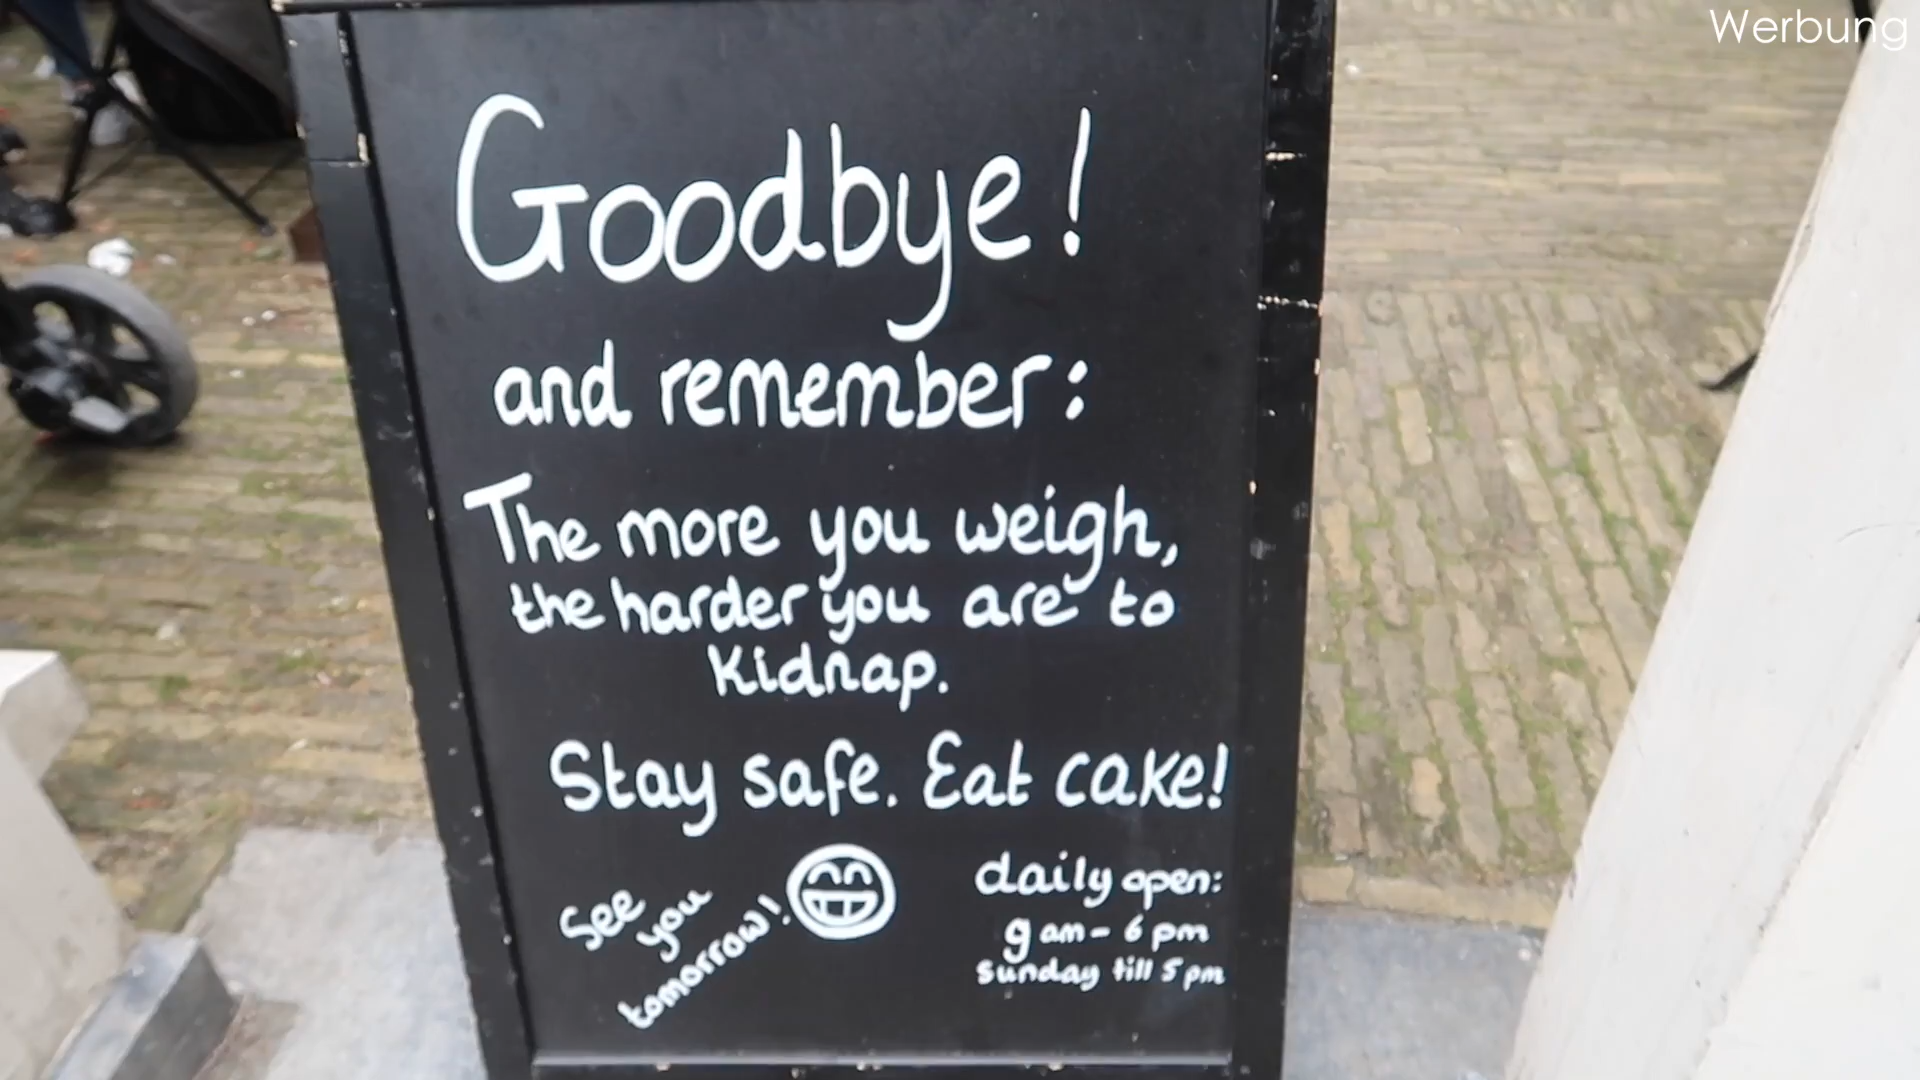 Werbung
Goodbye!
and remember:
The more you weigh,
the harder you are to
kidnap.
Stay safe. Eat cake!
See
you
tomorrow!
daily open:
9 am - 6 pm
sunday till 5 pm